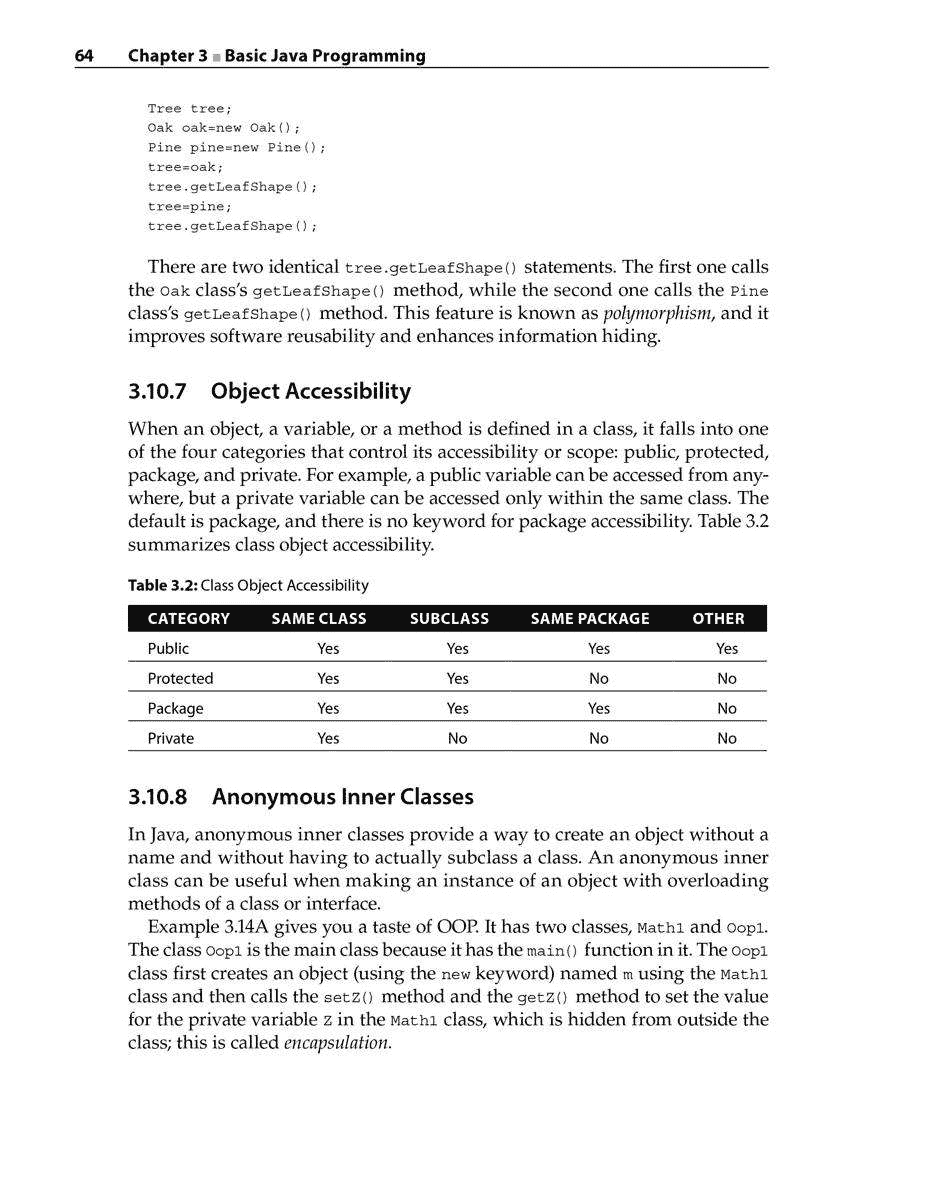 64 Chapter 3 ■ Basic Java Programming
Tree tree;
Oak oak=new Oak();
Pine pine=new Pine();
tree=oak;
tree.getLeafShape();
tree=pine;
tree.getLeafShape();
There are two identical tree.getLeafShape() statements. The first one calls
the Oak class’s getLeafShape() method, while the second one calls the Pine
class’s getLeafShape() method. This feature is known as polymorphism, and it
improves software reusability and enhances information hiding.
3.10.7 Object Accessibility
When an object, a variable, or a method is defined in a class, it falls into one
of the four categories that control its accessibility or scope: public, protected,
package, and private. For example, a public variable can be accessed from any-
where, but a private variable can be accessed only within the same class. The
default is package, and there is no keyword for package accessibility. Table 3.2
summarizes class object accessibility.
Table 3.2: Class Object Accessibility
CATEGORY SAME CLASS SUBCLASS SAME PACKAGE OTHER
Public Yes Yes Yes Yes
Protected Yes Yes No No
Package Yes Yes Yes No
Private Yes No No No
3.10.8 Anonymous Inner Classes
In Java, anonymous inner classes provide a way to create an object without a
name and without having to actually subclass a class. An anonymous inner
class can be useful when making an instance of an object with overloading
methods of a class or interface.
Example 3.14A gives you a taste of OOP. It has two classes, Math1 and Oop1.
The class Oop1 is the main class because it has the main() function in it. The Oop1
class first creates an object (using the new keyword) named m using the Math1
class and then calls the setZ() method and the getZ() method to set the value
for the private variable Z in the Math1 class, which is hidden from outside the
class; this is called encapsulation.